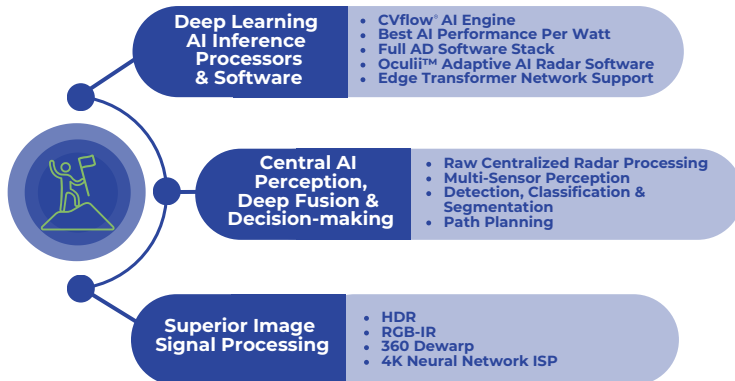 Deep Learning
AI Inference
Processors
& Software
• CVflow® AI Engine
• Best AI Performance Per Watt
• Full AD Software Stack
• Oculii™ Adaptive AI Radar Software
• Edge Transformer Network Support
Central AI
Perception,
Deep Fusion &
Decision-making
• Raw Centralized Radar Processing
• Multi-Sensor Perception
• Detection, Classification &
Segmentation
• Path Planning
Superior Image
Signal Processing
• HDR
• RGB-IR
• 360 Dewarp
• 4K Neural Network ISP